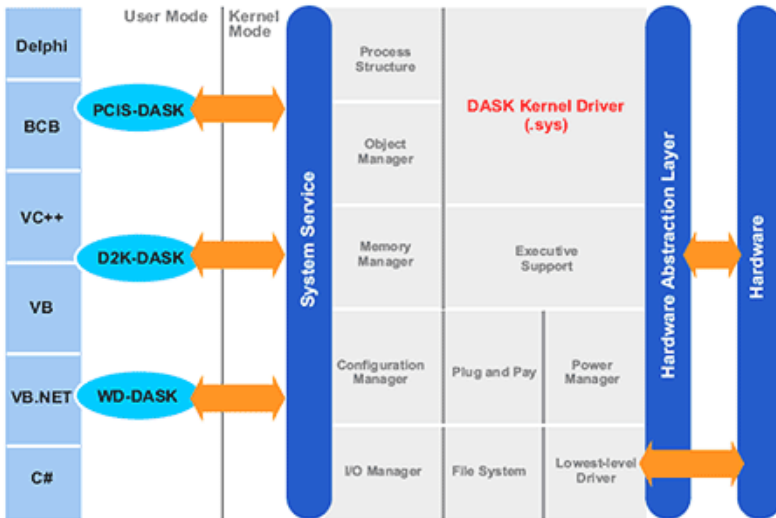 User Mode
Kernel
Mode
Delphi
BCB
VC++
VB
VB.NET
C#
PCIS-DASK
D2K-DASK
WD-DASK
System Service
Process
Structure
DASK Kernel Driver
(.sys)
Object
Manager
Memory
Manager
Executive
Support
Configuration
Manager
Plug and Pay
Power
Manager
I/O Manager
File System
Lowest-level
Driver
Hardware Abstraction Layer
Hardware